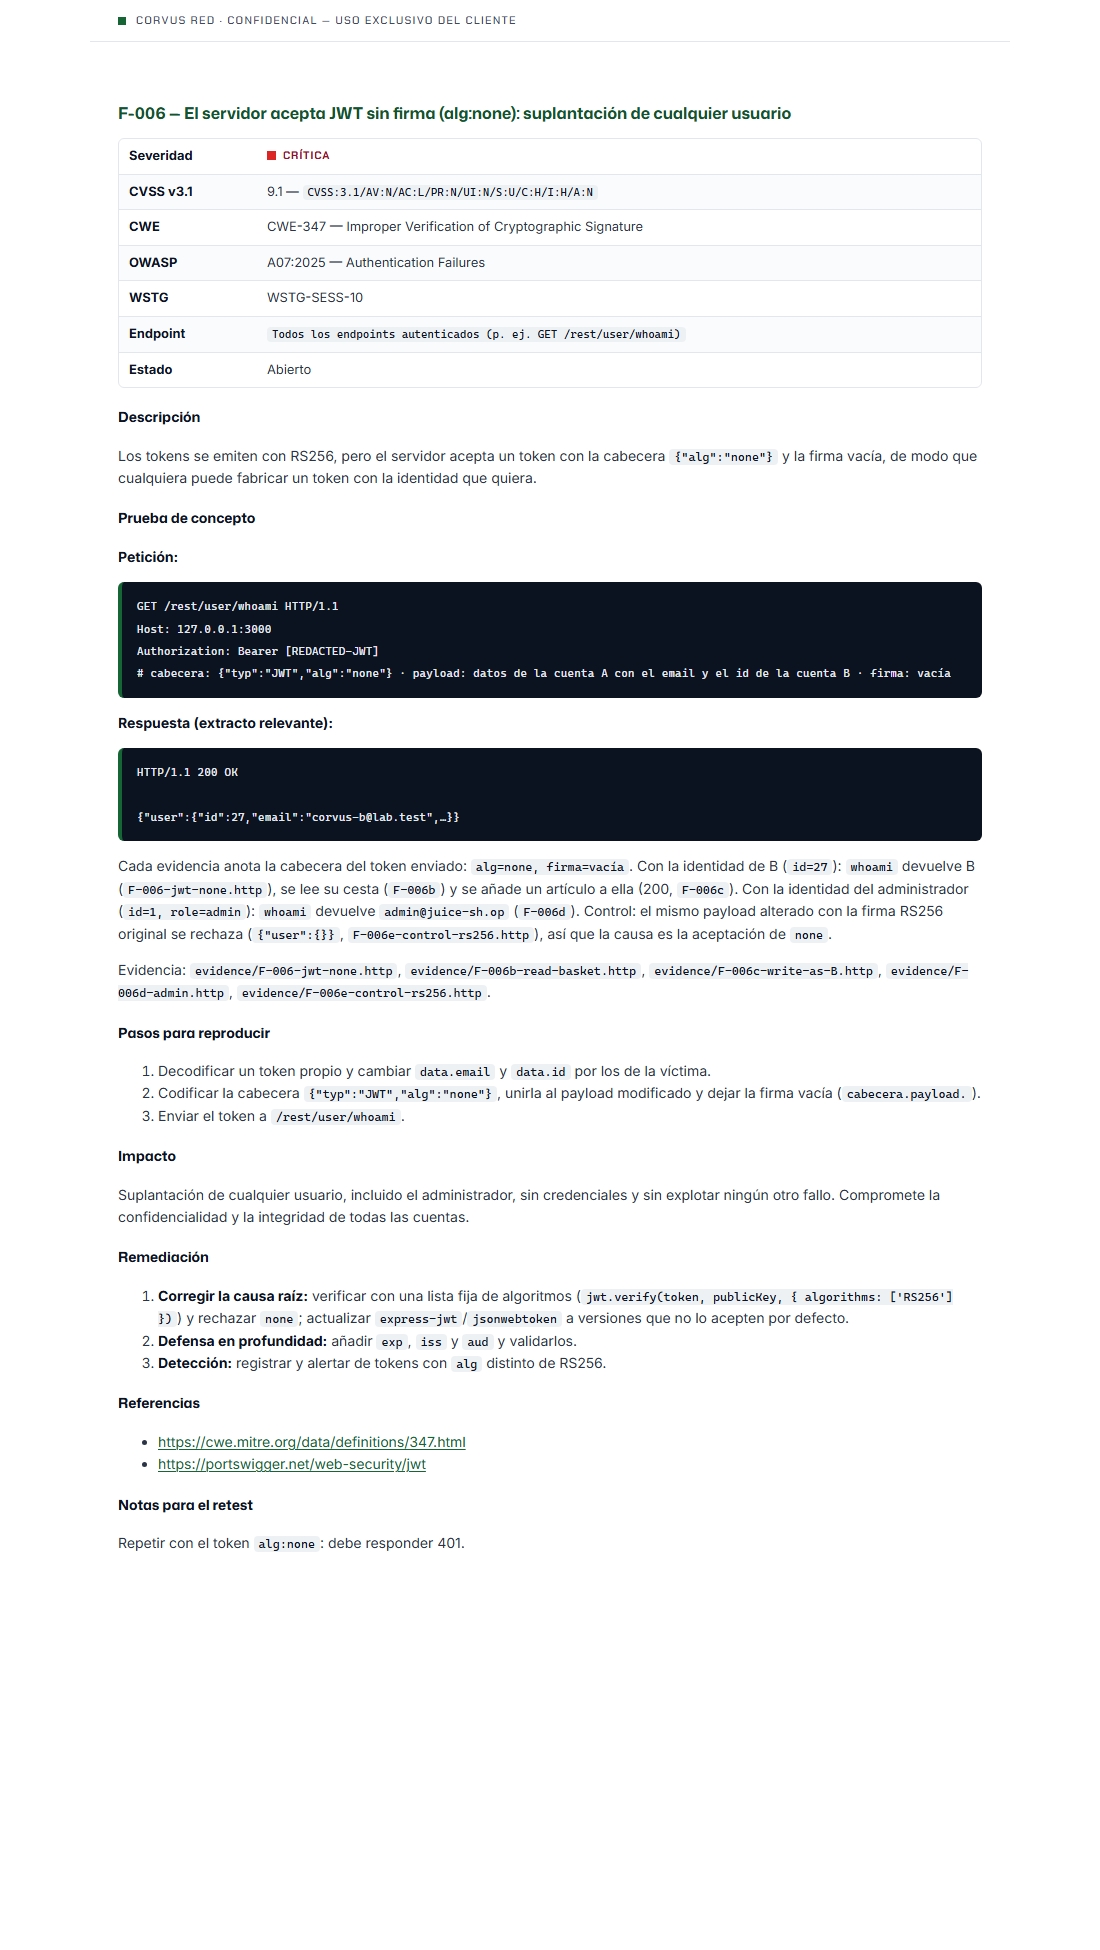 CORVUS RED · CONFIDENCIAL — USO EXCLUSIVO DEL CLIENTE
F-006 — El servidor acepta JWT sin firma (alg:none): suplantación de cualquier usuario
Severidad CRÍTICA
CVSS v3.1 9.1 — CVSS:3.1/AV:N/AC:L/PR:N/UI:N/S:U/C:H/I:H/A:N
CWE CWE-347 — Improper Verification of Cryptographic Signature
OWASP A07:2025 — Authentication Failures
WSTG WSTG-SESS-10
Endpoint Todos los endpoints autenticados (p. ej. GET /rest/user/whoami)
Estado Abierto
Descripción
Los tokens se emiten con RS256, pero el servidor acepta un token con la cabecera {"alg":"none"} y la firma vacía, de modo que
cualquiera puede fabricar un token con la identidad que quiera.
Prueba de concepto
Petición:
GET /rest/user/whoami HTTP/1.1
Host: 127.0.0.1:3000
Authorization: Bearer [REDACTED-JWT]
# cabecera: {"typ":"JWT","alg":"none"} · payload: datos de la cuenta A con el email y el id de la cuenta B · firma: vacía
Respuesta (extracto relevante):
HTTP/1.1 200 OK
{"user":{"id":27,"email":"corvus-b@lab.test",…}}
Cada evidencia anota la cabecera del token enviado: alg=none, firma=vacía. Con la identidad de B (id=27): whoami devuelve B
(F-006-jwt-none.http), se lee su cesta (F-006b) y se añade un artículo a ella (200, F-006c). Con la identidad del administrador
(id=1, role=admin): whoami devuelve admin@juice-sh.op (F-006d). Control: el mismo payload alterado con la firma RS256
original se rechaza ({"user":{}}, F-006e-control-rs256.http), así que la causa es la aceptación de none.
Evidencia: evidence/F-006-jwt-none.http, evidence/F-006b-read-basket.http, evidence/F-006c-write-as-B.http, evidence/F-
006d-admin.http, evidence/F-006e-control-rs256.http.
Pasos para reproducir
1. Decodificar un token propio y cambiar data.email y data.id por los de la víctima.
2. Codificar la cabecera {"typ":"JWT","alg":"none"}, unirla al payload modificado y dejar la firma vacía (cabecera.payload.).
3. Enviar el token a /rest/user/whoami.
Impacto
Suplantación de cualquier usuario, incluido el administrador, sin credenciales y sin explotar ningún otro fallo. Compromete la
confidencialidad y la integridad de todas las cuentas.
Remediación
1. Corregir la causa raíz: verificar con una lista fija de algoritmos (jwt.verify(token, publicKey, { algorithms: ['RS256']
})) y rechazar none; actualizar express-jwt/jsonwebtoken a versiones que no lo acepten por defecto.
2. Defensa en profundidad: añadir exp, iss y aud y validarlos.
3. Detección: registrar y alertar de tokens con alg distinto de RS256.
Referencias
• https://cwe.mitre.org/data/definitions/347.html
• https://portswigger.net/web-security/jwt
Notas para el retest
Repetir con el token alg:none: debe responder 401.